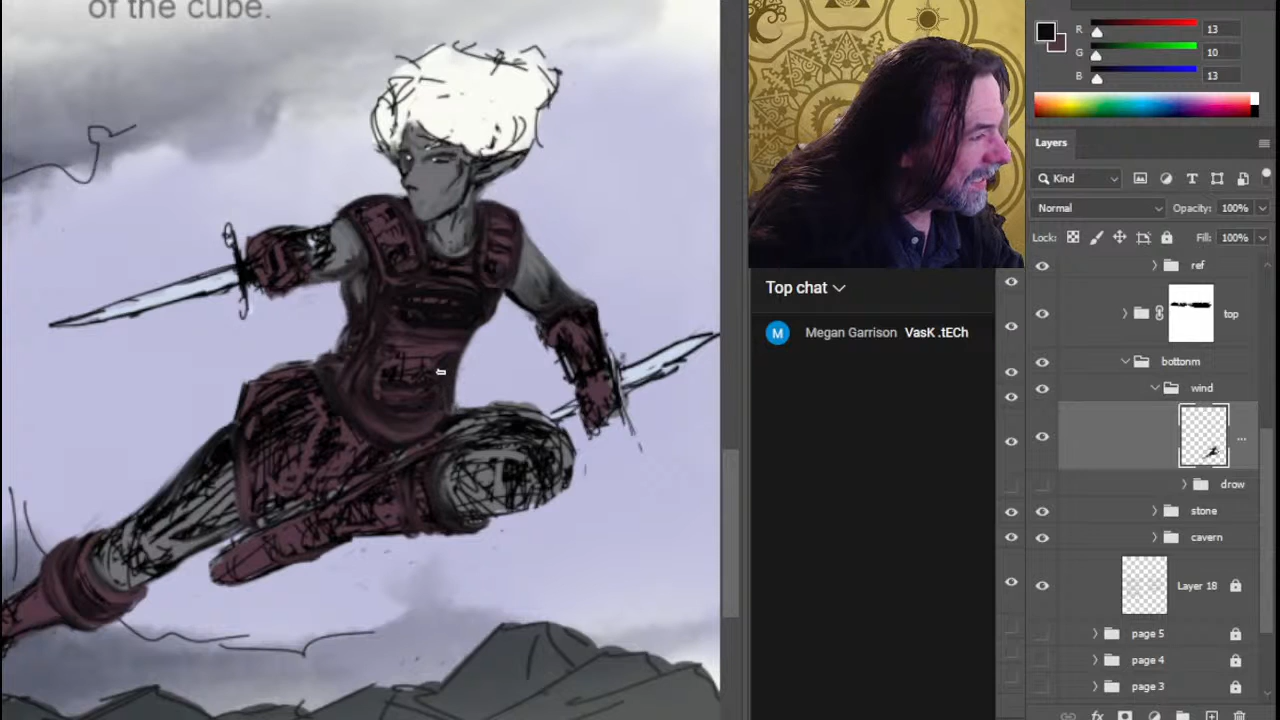 of the cube.
R 13
G 10
B 13
Layers
Kind
Normal Opacity: 100%
Lock: Fill: 100%
ref
top
bottonm
wind
...
drow
stone
cavern
Layer 18
page 5
page 4
page 3
fx
Top chat
M Megan Garrison VasK .tECh